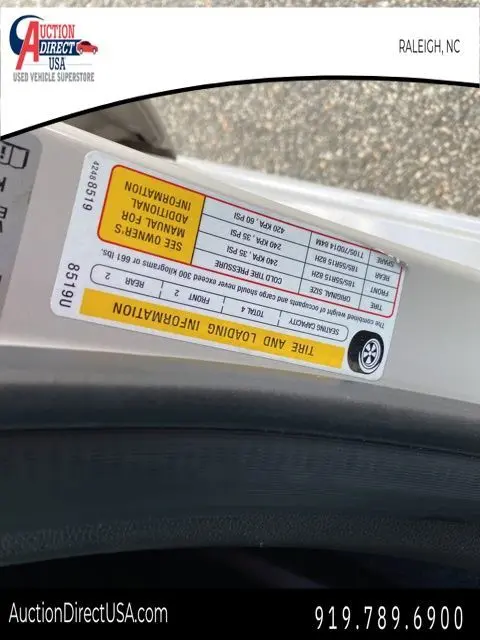 AUCTION
DIRECT
USA
USED VEHICLE SUPERSTORE
RALEIGH, NC
TIRE AND LOADING INFORMATION
SEATING CAPACITY TOTAL 4 FRONT 2 REAR 2
The combined weight of occupants and cargo should never exceed 300 kilograms or 661 lbs.
TIRE ORIGINAL SIZE COLD TIRE PRESSURE
FRONT 185/55R15 82H 240 KPA, 35 PSI
REAR 185/55R15 82H 240 KPA, 35 PSI
SPARE T105/70D14 84M 420 KPA, 60 PSI
SEE OWNER'S
MANUAL FOR
ADDITIONAL
INFORMATION
8519U
42488519
AuctionDirectUSA.com
919.789.6900